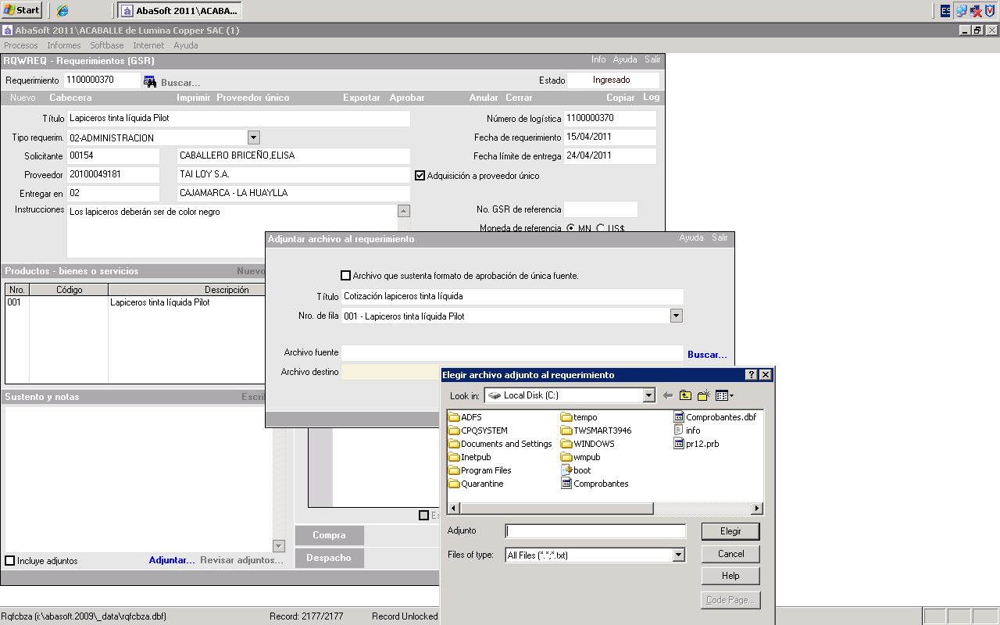 Start
AbaSoft 2011\ACABA...
ES
AbaSoft 2011\ACABALLE de Lumina Copper SAC (1)
Procesos Informes Softbase Internet Ayuda
RQWREQ - Requerimientos (GSR) Info Ayuda Salir
Requerimiento 1100000370 Buscar... Estado Ingresado
Nuevo Cabecera Imprimir Proveedor único Exportar Aprobar Anular Cerrar Copiar Log
Título Lapiceros tinta líquida Pilot Número de logística 1100000370
Tipo requerim. 02-ADMINISTRACION Fecha de requerimiento 15/04/2011
Solicitante 00154 CABALLERO BRICEÑO,ELISA Fecha límite de entrega 24/04/2011
Proveedor 20100049181 TAI LOY S.A. Adquisición a proveedor único
Entregar en 02 CAJAMARCA - LA HUAYLLA
Instrucciones Los lapiceros deberán ser de color negro No. GSR de referencia
Moneda de referencia MN US$
Adjuntar archivo al requerimiento Ayuda Salir
Productos - bienes o servicios Nuevo
Archivo que sustenta formato de aprobación de única fuente.
Nro. Código Descripción
001 Lapiceros tinta líquida Pilot
Título Cotización lapiceros tinta líquida
Nro. de fila 001 - Lapiceros tinta líquida Pilot
Archivo fuente Buscar...
Archivo destino
Elegir archivo adjunto al requerimiento
Look in: Local Disk (C:)
Sustento y notas Escri
ADFS tempo Comprobantes.dbf
CPQSYSTEM TWSMART3946 info
Documents and Settings WINDOWS pr12.prb
Inetpub wmpub
Program Files boot
Quarantine Comprobantes
Es
Adjunto Elegir
Files of type: All Files (*.*;*.txt) Cancel
Help
Code Page...
Compra
Despacho
Incluye adjuntos Adjuntar... Revisar adjuntos...
Rqfcbza (i:\abasoft.2009\_data\rqfcbza.dbf) Record: 2177/2177 Record Unlocked